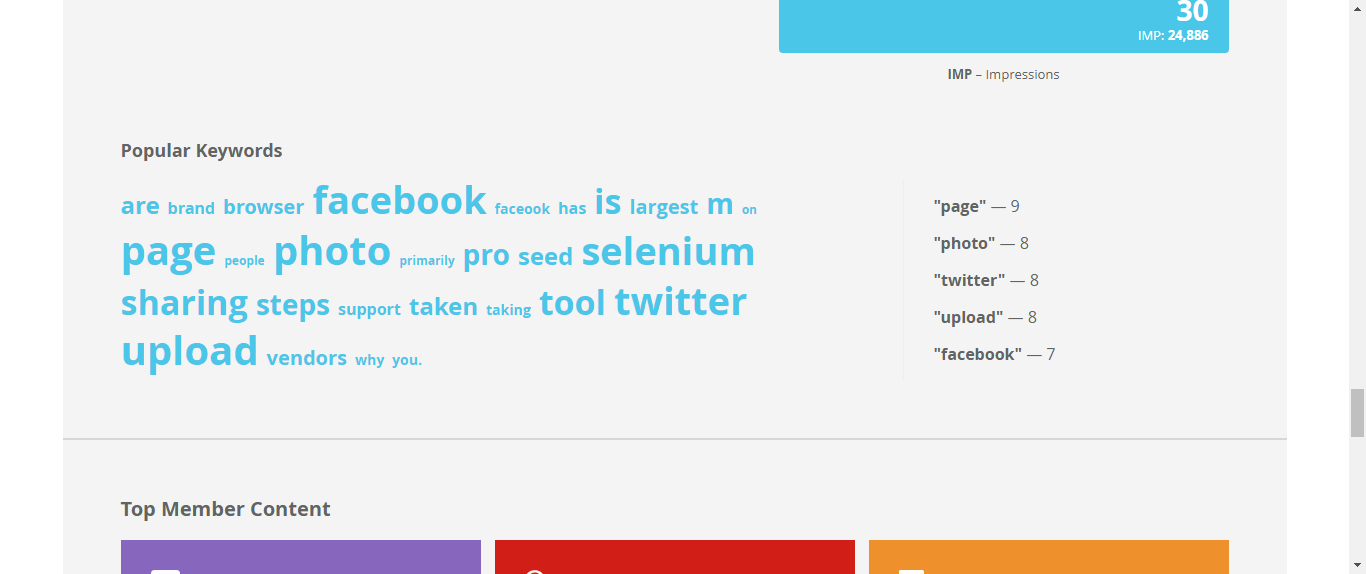 30
IMP: 24,886
IMP – Impressions
Popular Keywords
are brand browser facebook faceook has is largest m on
page people photo primarily pro seed selenium
sharing steps support taken taking tool twitter
upload vendors why you.
"page" — 9
"photo" — 8
"twitter" — 8
"upload" — 8
"facebook" — 7
Top Member Content